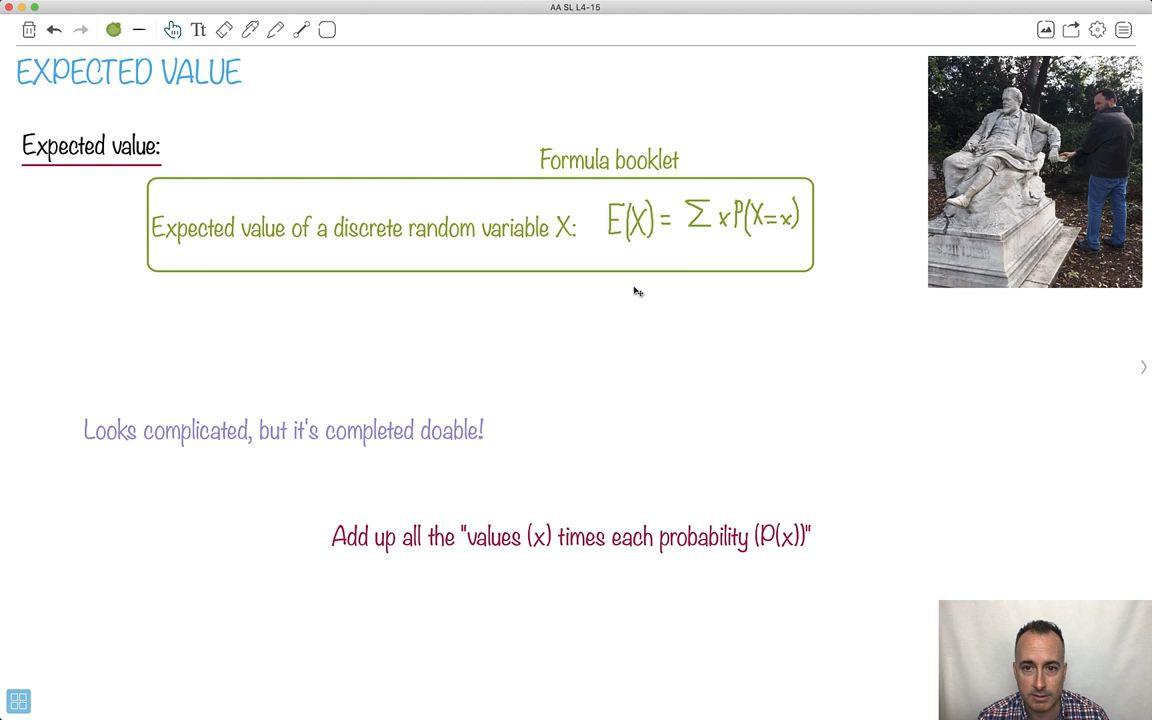 AA SL L4-15
Tt
EXPECTED VALUE
Expected value:
Formula booklet
Expected value of a discrete random variable X: E(X) = Σ x P(X=x)
Looks complicated, but it's completed doable!
Add up all the "values (x) times each probability (P(x))"